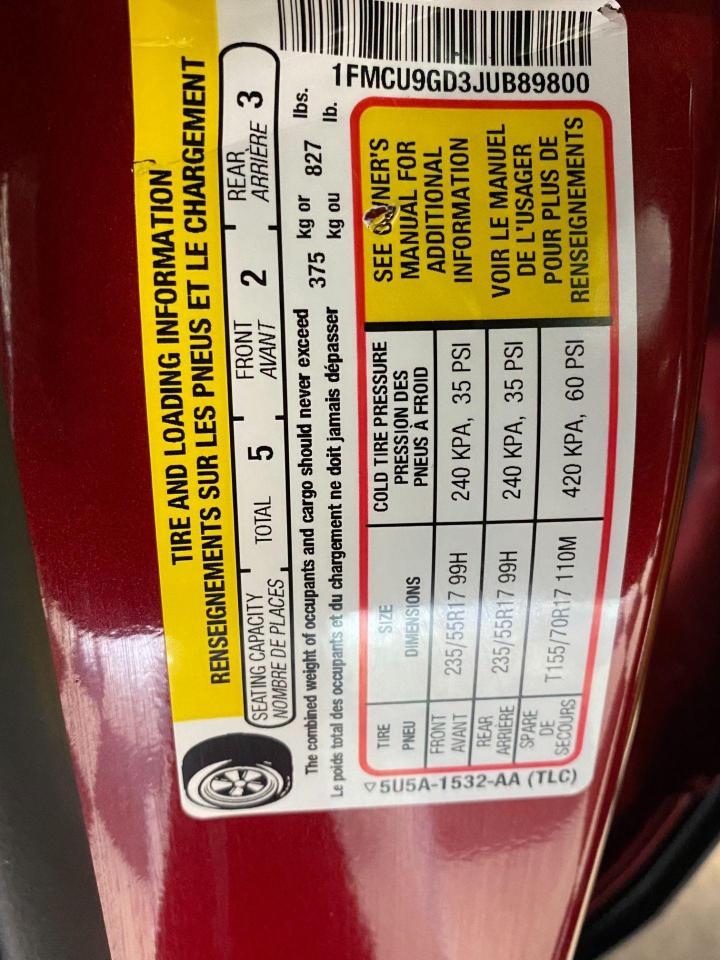 1FMCU9GD3JUB89800
TIRE AND LOADING INFORMATION
RENSEIGNEMENTS SUR LES PNEUS ET LE CHARGEMENT
SEATING CAPACITY
NOMBRE DE PLACES
TOTAL 5
FRONT
AVANT
2
REAR
ARRIÈRE
3
The combined weight of occupants and cargo should never exceed 375 kg or 827 lbs.
Le poids total des occupants et du chargement ne doit jamais dépasser kg ou lb.
TIRE
PNEU
SIZE
DIMENSIONS
COLD TIRE PRESSURE
PRESSION DES
PNEUS À FROID
FRONT
AVANT
235/55R17 99H
240 KPA, 35 PSI
REAR
ARRIÈRE
235/55R17 99H
240 KPA, 35 PSI
SPARE
DE
SECOURS
T155/70R17 110M
420 KPA, 60 PSI
SEE
MANUAL FOR
ADDITIONAL
INFORMATION
VOIR LE MANUEL
DE L'USAGER
POUR PLUS DE
RENSEIGNEMENTS
▽5U5A-1532-AA (TLC)